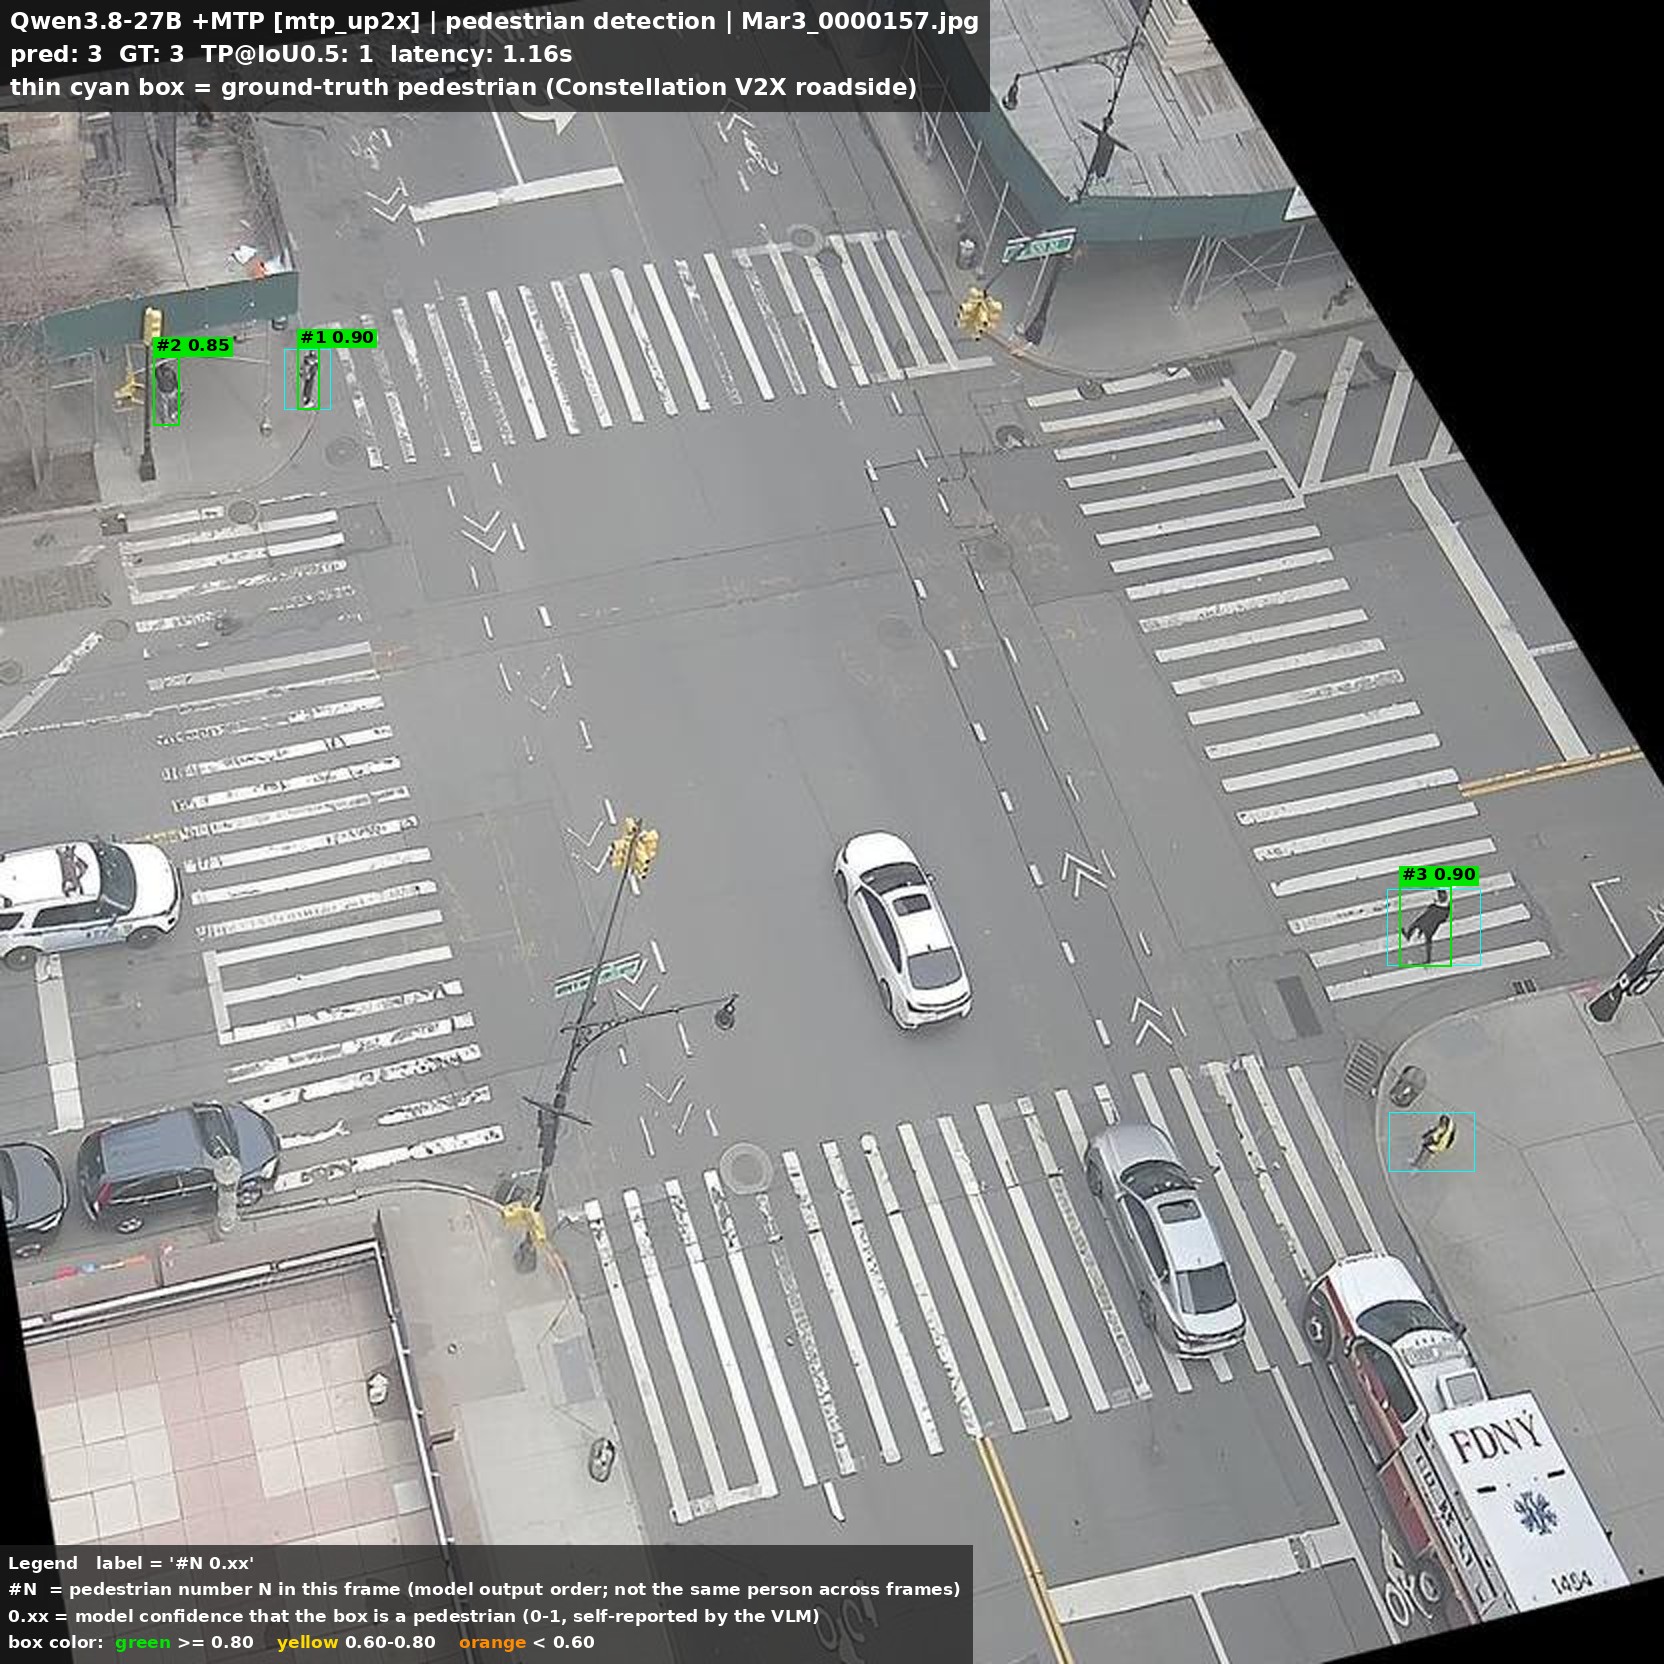 Qwen3.8-27B +MTP [mtp_up2x] | pedestrian detection | Mar3_0000157.jpg
pred: 3  GT: 3  TP@IoU0.5: 1  latency: 1.16s
thin cyan box = ground-truth pedestrian (Constellation V2X roadside)
#1 0.90
#2 0.85
#3 0.90
FDNY
1464
Legend   label = '#N 0.xx'
#N  = pedestrian number N in this frame (model output order; not the same person across frames)
0.xx = model confidence that the box is a pedestrian (0-1, self-reported by the VLM)
box color:  green >= 0.80    yellow 0.60-0.80    orange < 0.60